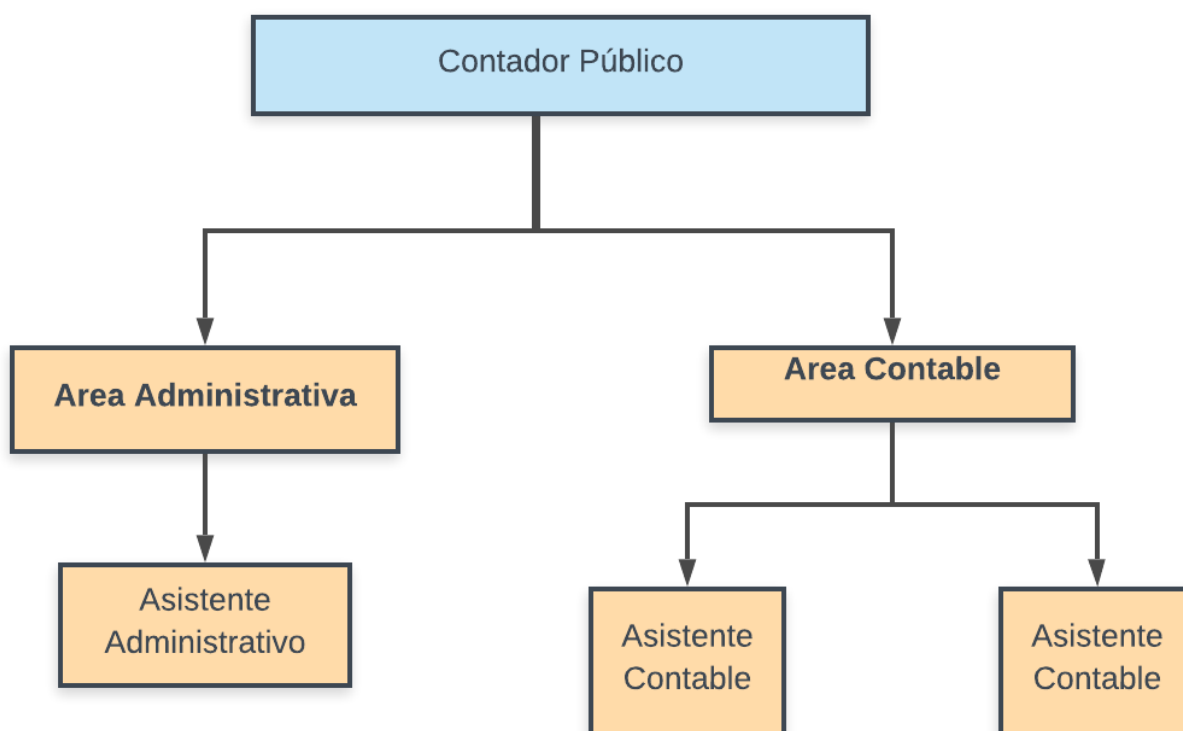 Contador Público
Area Administrativa
Area Contable
Asistente
Administrativo
Asistente
Contable
Asistente
Contable